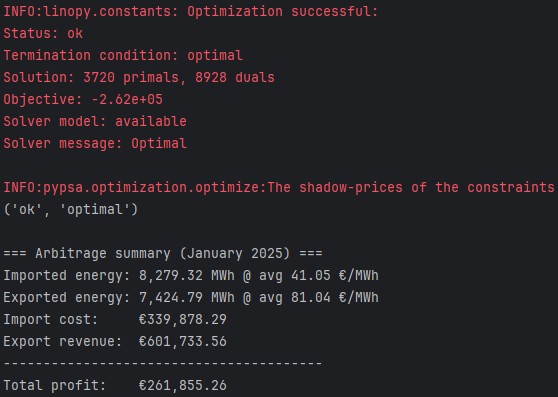 INFO:linopy.constants: Optimization successful:
Status: ok
Termination condition: optimal
Solution: 3720 primals, 8928 duals
Objective: -2.62e+05
Solver model: available
Solver message: Optimal
INFO:pypsa.optimization.optimize:The shadow-prices of the constraints
('ok', 'optimal')
=== Arbitrage summary (January 2025) ===
Imported energy: 8,279.32 MWh @ avg 41.05 €/MWh
Exported energy: 7,424.79 MWh @ avg 81.04 €/MWh
Import cost:     €339,878.29
Export revenue:  €601,733.56
----------------------------------------
Total profit:    €261,855.26